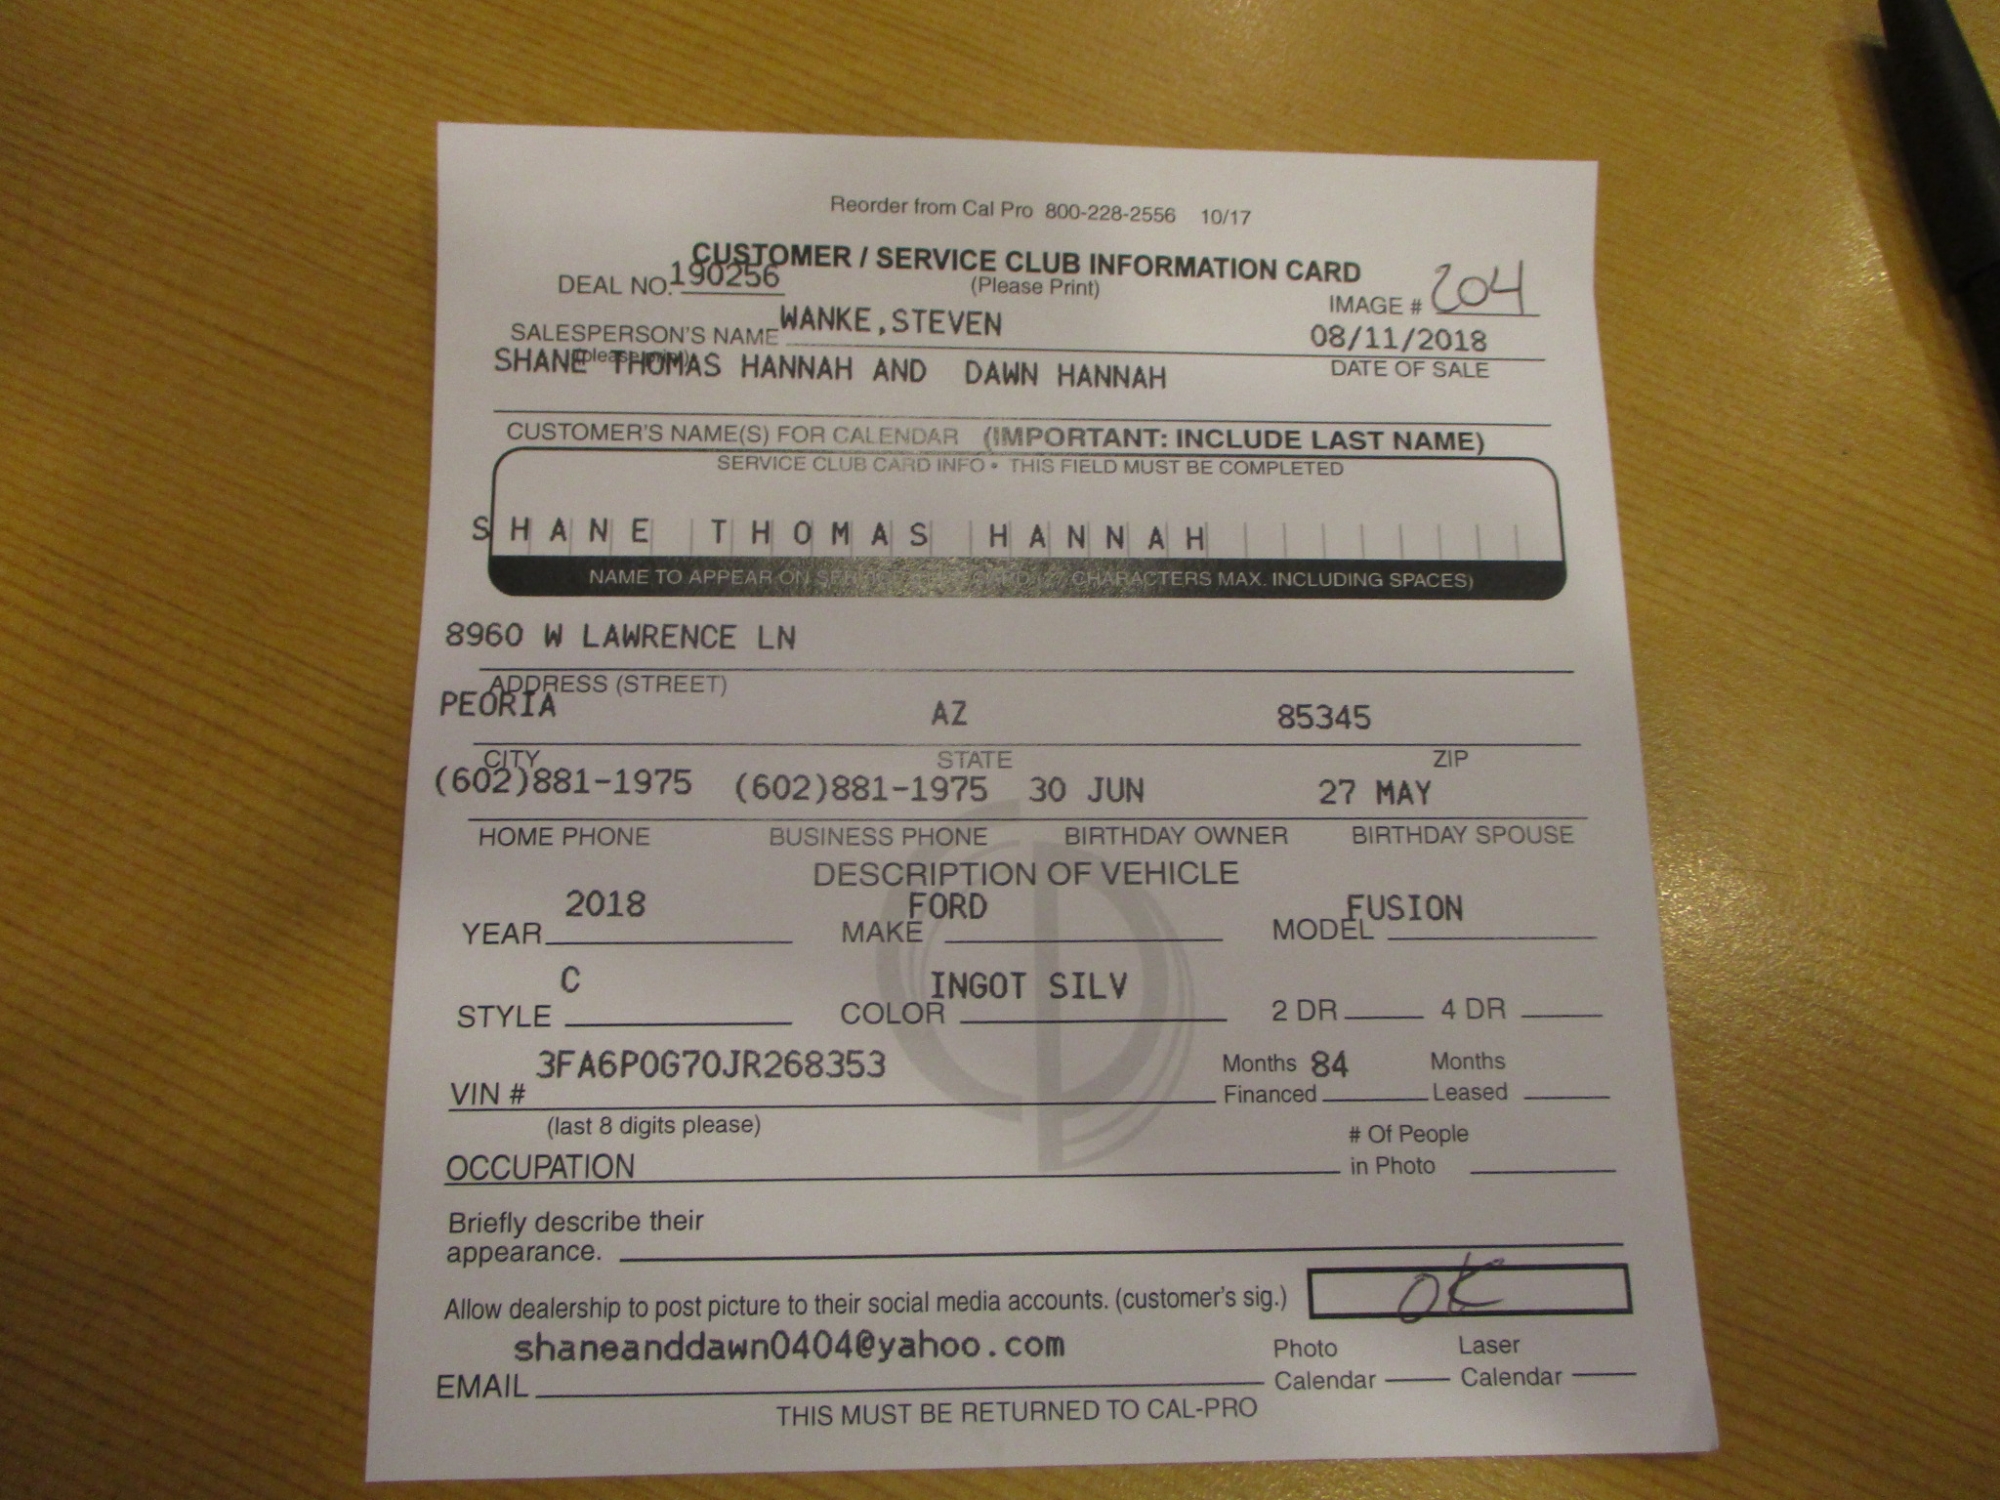 Reorder from Cal Pro 800-228-2556 10/17
CUSTOMER / SERVICE CLUB INFORMATION CARD
DEAL NO. 190256 (Please Print) IMAGE # 204
SALESPERSON'S NAME WANKE,STEVEN 08/11/2018
(please print) DATE OF SALE
SHANE THOMAS HANNAH AND DAWN HANNAH
CUSTOMER'S NAME(S) FOR CALENDAR (IMPORTANT: INCLUDE LAST NAME)
SERVICE CLUB CARD INFO • THIS FIELD MUST BE COMPLETED
SHANE THOMAS HANNAH
NAME TO APPEAR ON CHARACTERS MAX. INCLUDING SPACES)
8960 W LAWRENCE LN
ADDRESS (STREET)
PEORIA AZ 85345
CITY STATE ZIP
(602)881-1975 (602)881-1975 30 JUN 27 MAY
HOME PHONE BUSINESS PHONE BIRTHDAY OWNER BIRTHDAY SPOUSE
DESCRIPTION OF VEHICLE
YEAR 2018 MAKE FORD MODEL FUSION
STYLE C COLOR INGOT SILV 2 DR 4 DR
VIN # 3FA6P0G70JR268353 Months Financed 84 Months Leased
(last 8 digits please)
OCCUPATION # Of People in Photo
Briefly describe their
appearance.
Allow dealership to post picture to their social media accounts. (customer's sig.) OK
EMAIL shaneanddawn0404@yahoo.com Photo Calendar Laser Calendar
THIS MUST BE RETURNED TO CAL-PRO